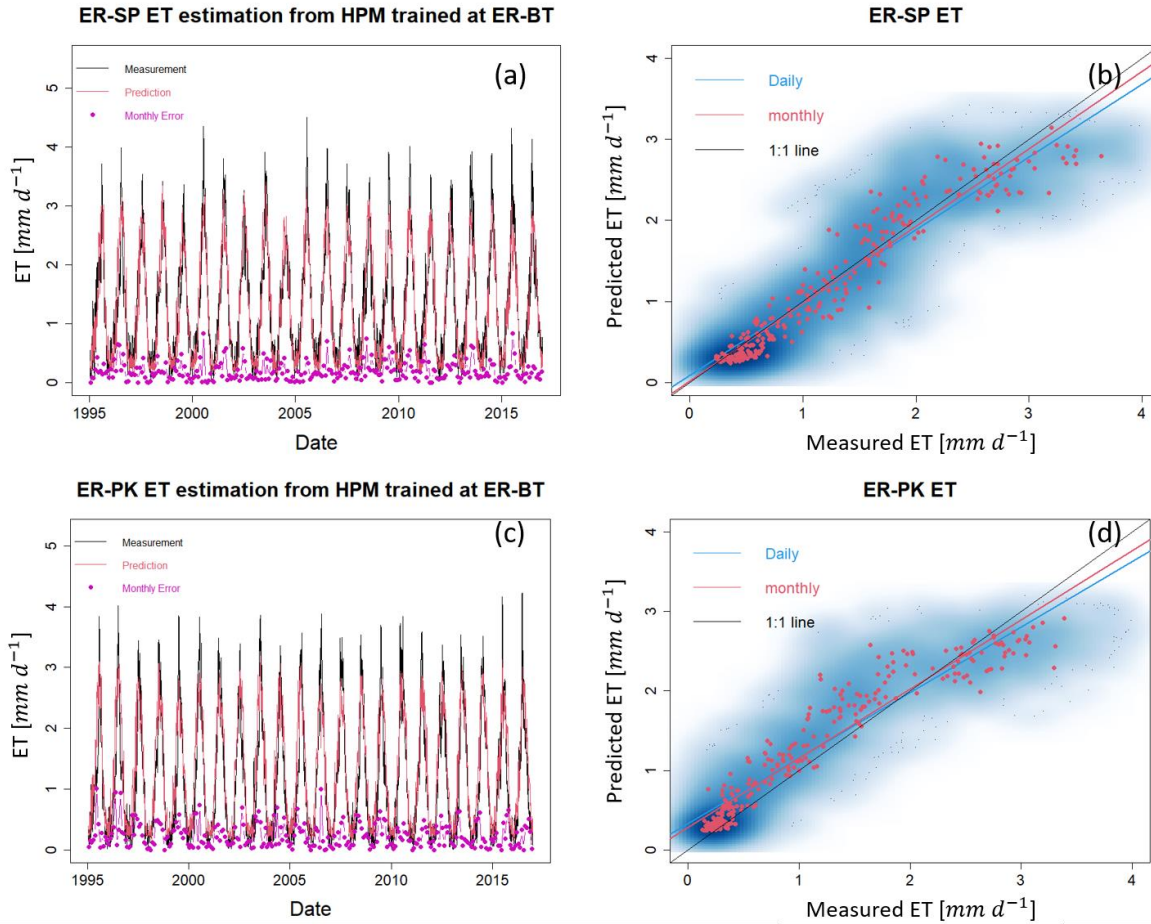 ER-SP ET estimation from HPM trained at ER-BT
(a)
Measurement
Prediction
Monthly Error
ET [mm d⁻¹]
5
4
3
2
1
0
1995 2000 2005 2010 2015
Date
ER-SP ET
(b)
Daily
monthly
1:1 line
Predicted ET [mm d⁻¹]
4
3
2
1
0
0 1 2 3 4
Measured ET [mm d⁻¹]
ER-PK ET estimation from HPM trained at ER-BT
(c)
Measurement
Prediction
Monthly Error
ET [mm d⁻¹]
5
4
3
2
1
0
1995 2000 2005 2010 2015
Date
ER-PK ET
(d)
Daily
monthly
1:1 line
Predicted ET [mm d⁻¹]
4
3
2
1
0
0 1 2 3 4
Measured ET [mm d⁻¹]